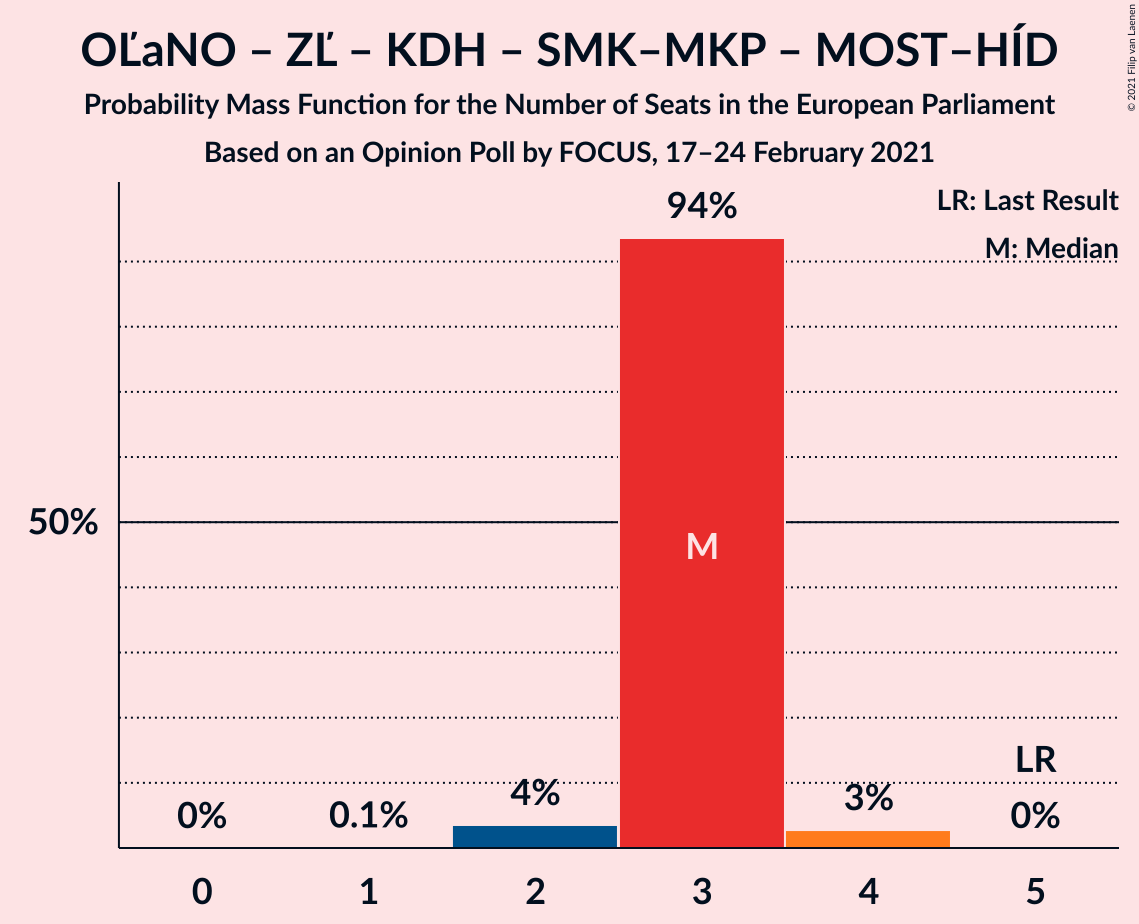 OĽaNO – ZĽ – KDH – SMK–MKP – MOST–HÍD
Probability Mass Function for the Number of Seats in the European Parliament
Based on an Opinion Poll by FOCUS, 17–24 February 2021
© 2021 Filip van Laenen
LR: Last Result
M: Median
94%
50%
M
LR
0%
0.1%
4%
3%
0%
0
1
2
3
4
5